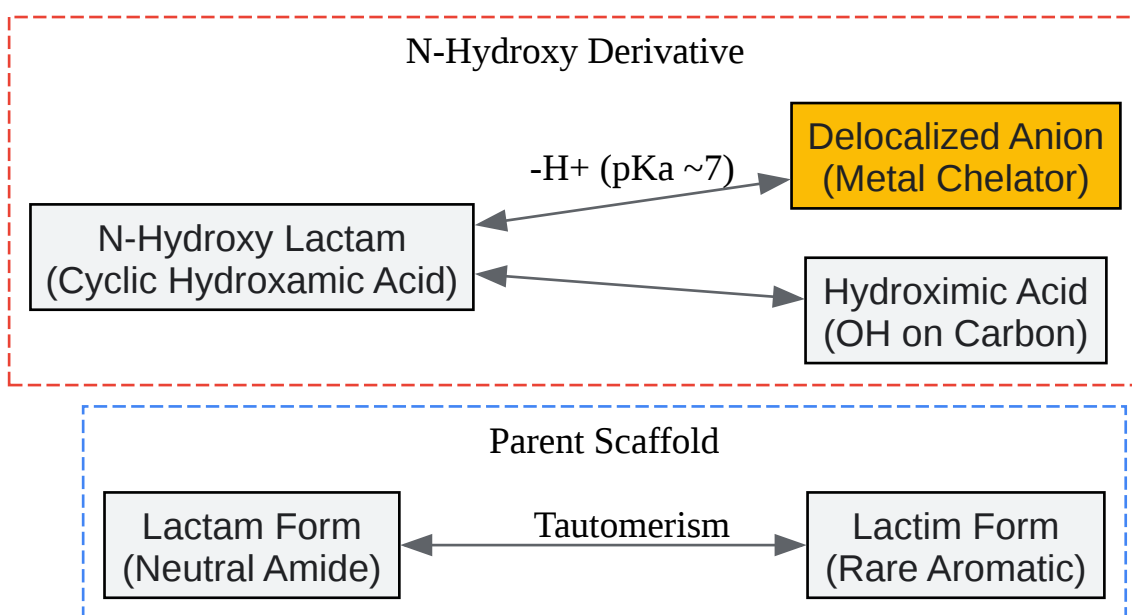 N-Hydroxy Derivative
Delocalized Anion
(Metal Chelator)
-H+ (pKa ~7)
N-Hydroxy Lactam
(Cyclic Hydroxamic Acid)
Hydroximic Acid
(OH on Carbon)
Parent Scaffold
Lactam Form
(Neutral Amide)
Tautomerism
Lactim Form
(Rare Aromatic)